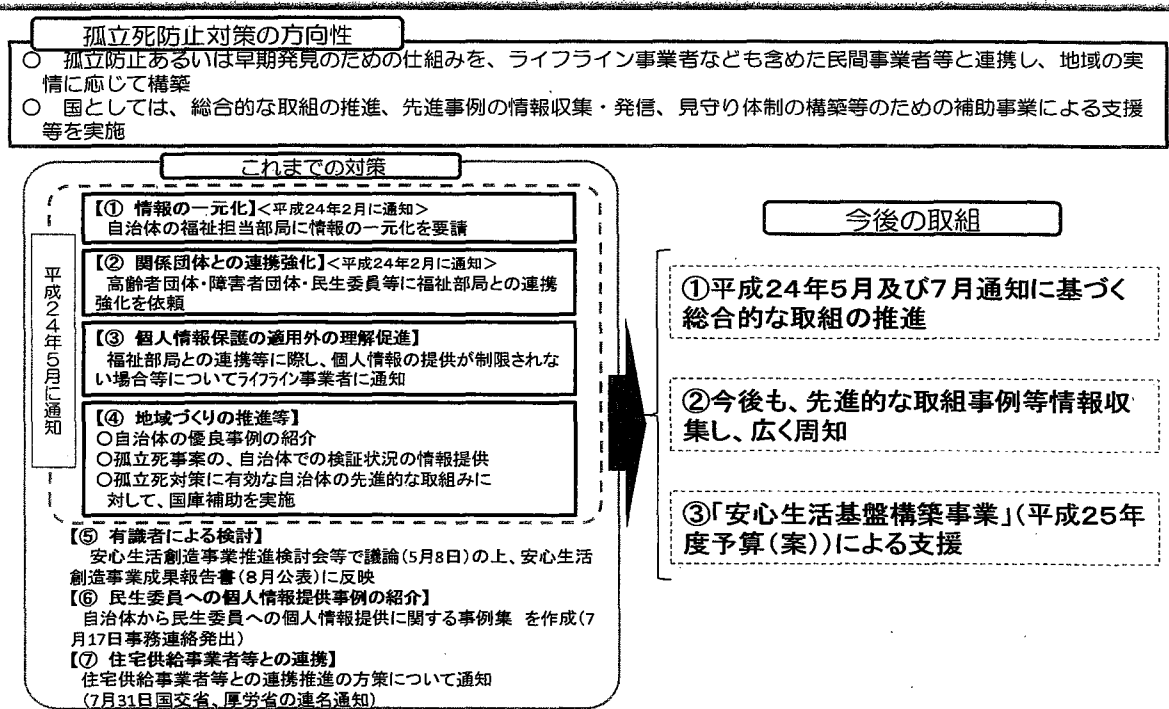 孤立死防止対策の方向性
○　孤立防止あるいは早期発見のための仕組みを、ライフライン事業者なども含めた民間事業者等と連携し、地域の実
情に応じて構築
○　国としては、総合的な取組の推進、先進事例の情報収集・発信、見守り体制の構築等のための補助事業による支援
等を実施
これまでの対策
平成24年5月に通知
【① 情報の一元化】<平成24年2月に通知>
自治体の福祉担当部局に情報の一元化を要請
【② 関係団体との連携強化】<平成24年2月に通知>
高齢者団体・障害者団体・民生委員等に福祉部局との連携
強化を依頼
【③ 個人情報保護の適用外の理解促進】
福祉部局との連携等に際し、個人情報の提供が制限されな
い場合等についてライフライン事業者に通知
【④ 地域づくりの推進等】
○自治体の優良事例の紹介
○孤立死事案の、自治体での検証状況の情報提供
○孤立死対策に有効な自治体の先進的な取組みに
対して、国庫補助を実施
【⑤ 有識者による検討】
安心生活創造事業推進検討会等で議論(5月8日)の上、安心生活
創造事業成果報告書(8月公表)に反映
【⑥ 民生委員への個人情報提供事例の紹介】
自治体から民生委員への個人情報提供に関する事例集 を作成(7
月17日事務連絡発出)
【⑦ 住宅供給事業者等との連携】
住宅供給事業者等との連携推進の方策について通知
(7月31日国交省、厚労省の連名通知)
今後の取組
①平成24年5月及び7月通知に基づく
総合的な取組の推進
②今後も、先進的な取組事例等情報収
集し、広く周知
③「安心生活基盤構築事業」(平成25年
度予算(案))による支援